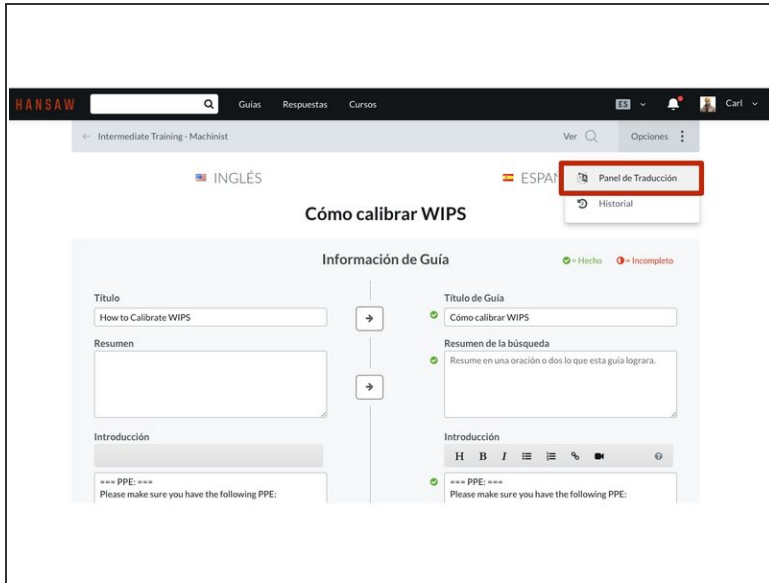 HANSAW Guías Respuestas Cursos ES Carl
← Intermediate Training - Machinist Ver Opciones
INGLÉS ESPAÑ
Panel de Traducción
Historial
Cómo calibrar WIPS
Información de Guía = Hecho = Incompleto
Título Título de Guía
How to Calibrate WIPS Cómo calibrar WIPS
Resumen Resumen de la búsqueda
Resume en una oración o dos lo que esta guía lograra.
Introducción Introducción
H B I
=== PPE: === === PPE: ===
Please make sure you have the following PPE: Please make sure you have the following PPE: